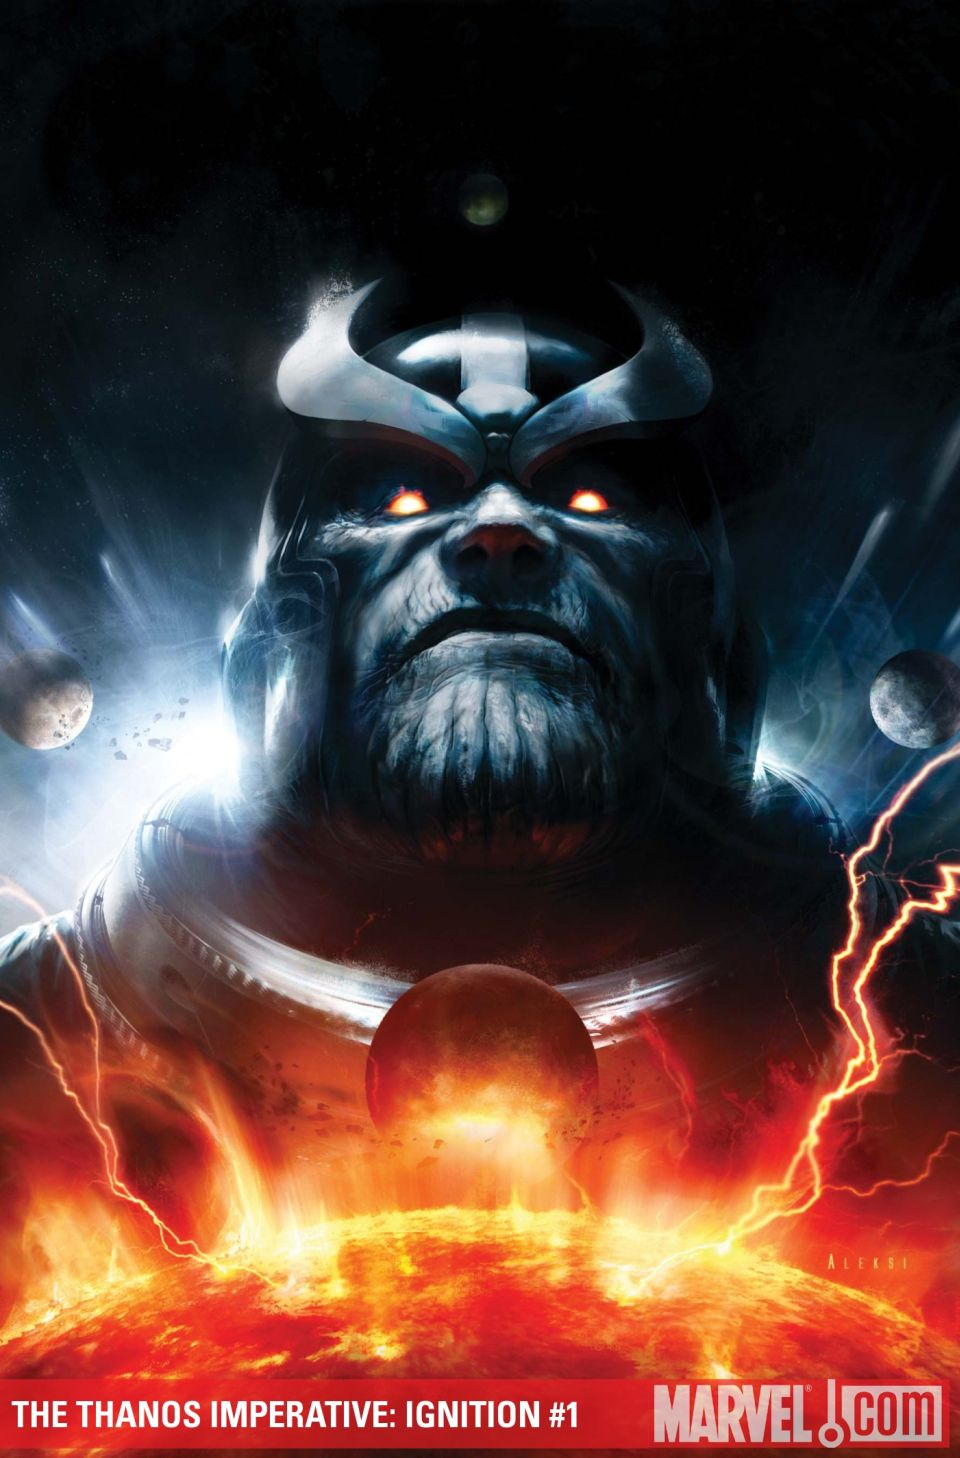 ALEKSI
THE THANOS IMPERATIVE: IGNITION #1
MARVEL®.com